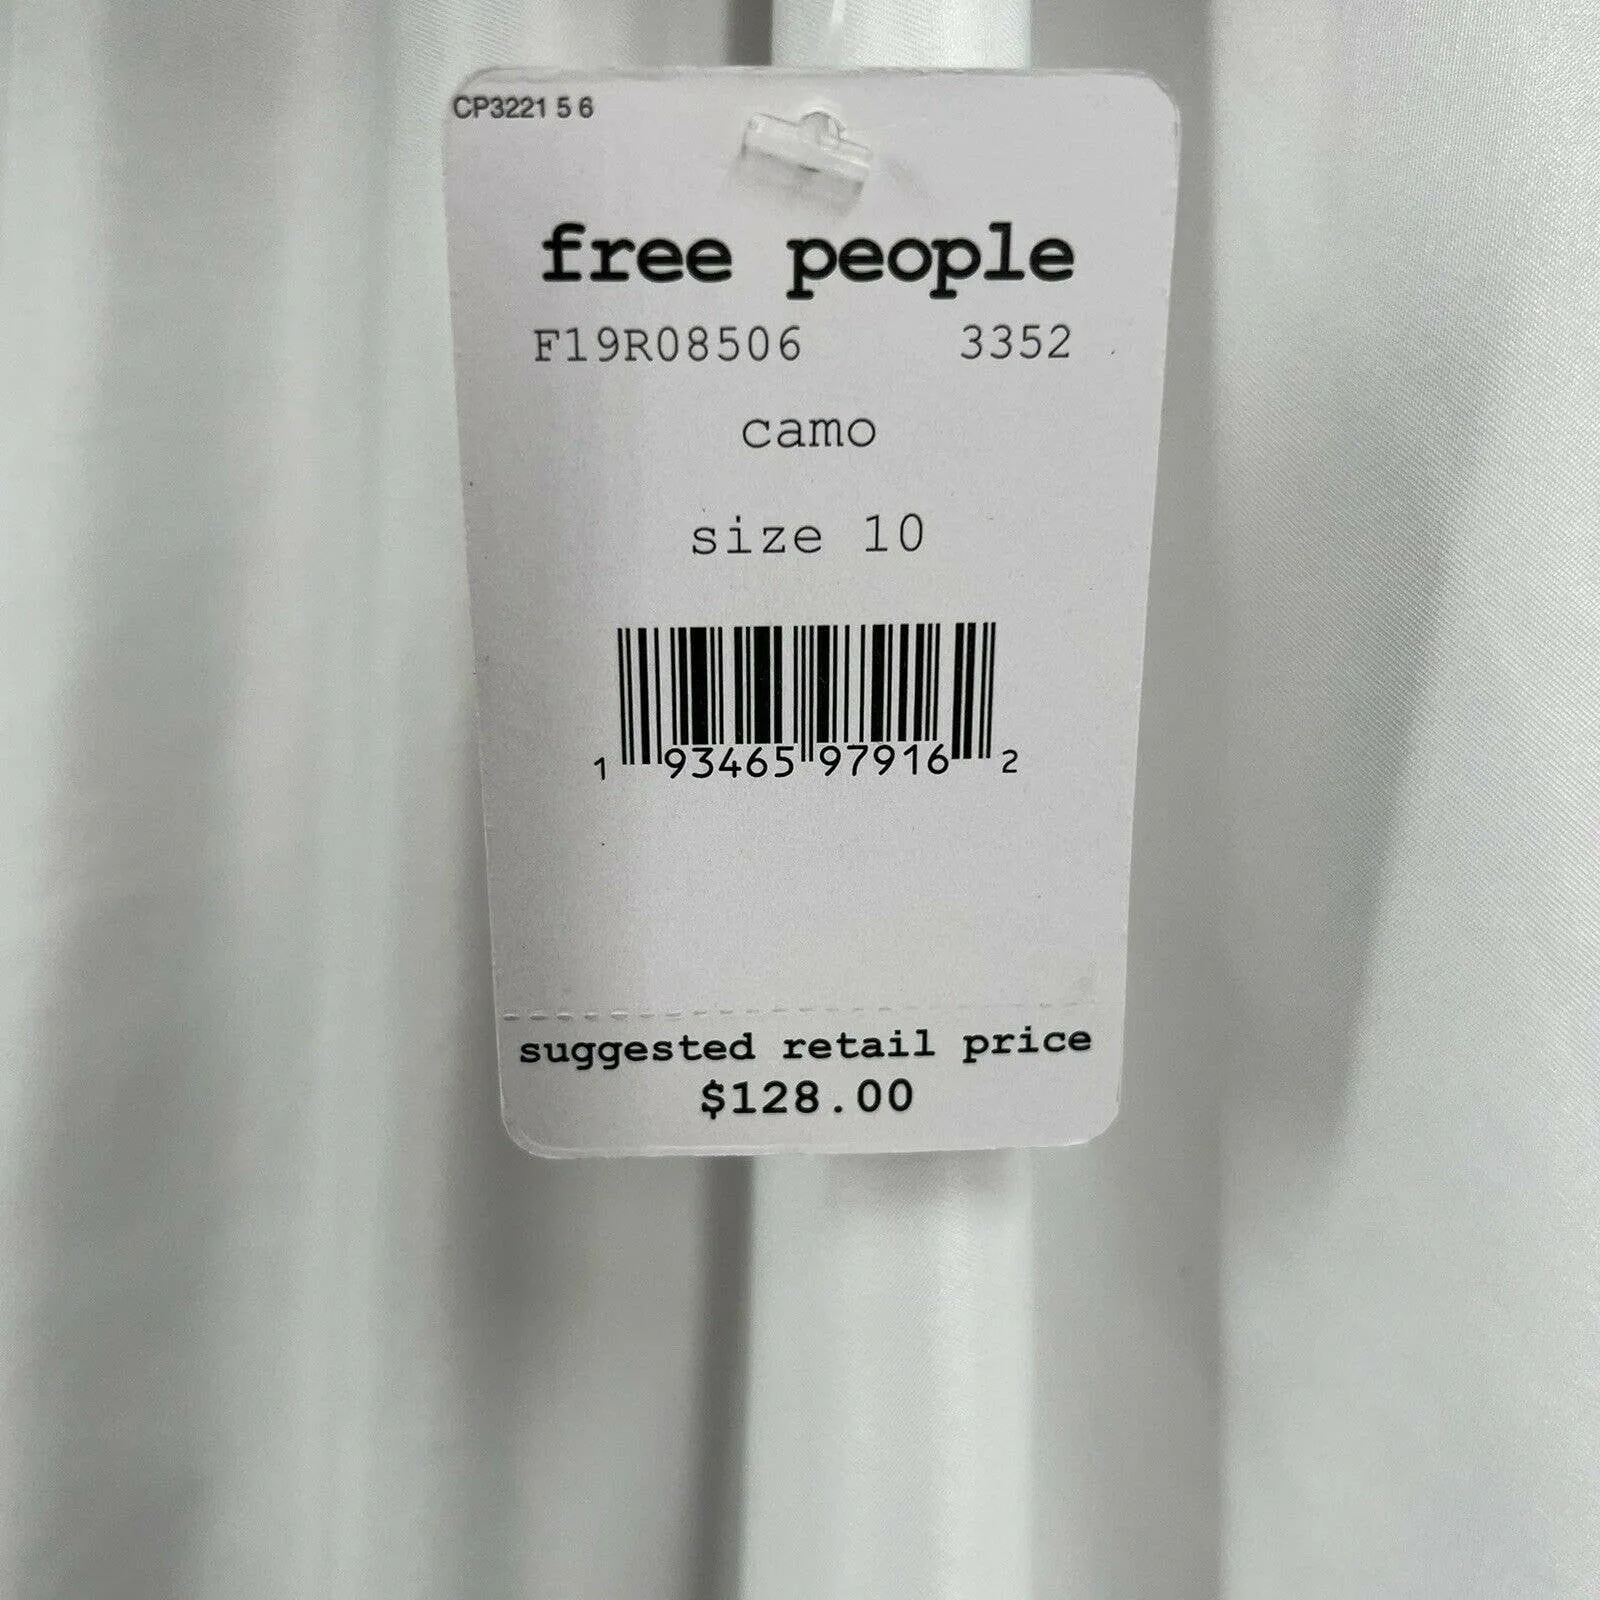 CP3221 5 6
free people
F19R08506 3352
camo
size 10
1 93465 97916 2
suggested retail price
$128.00